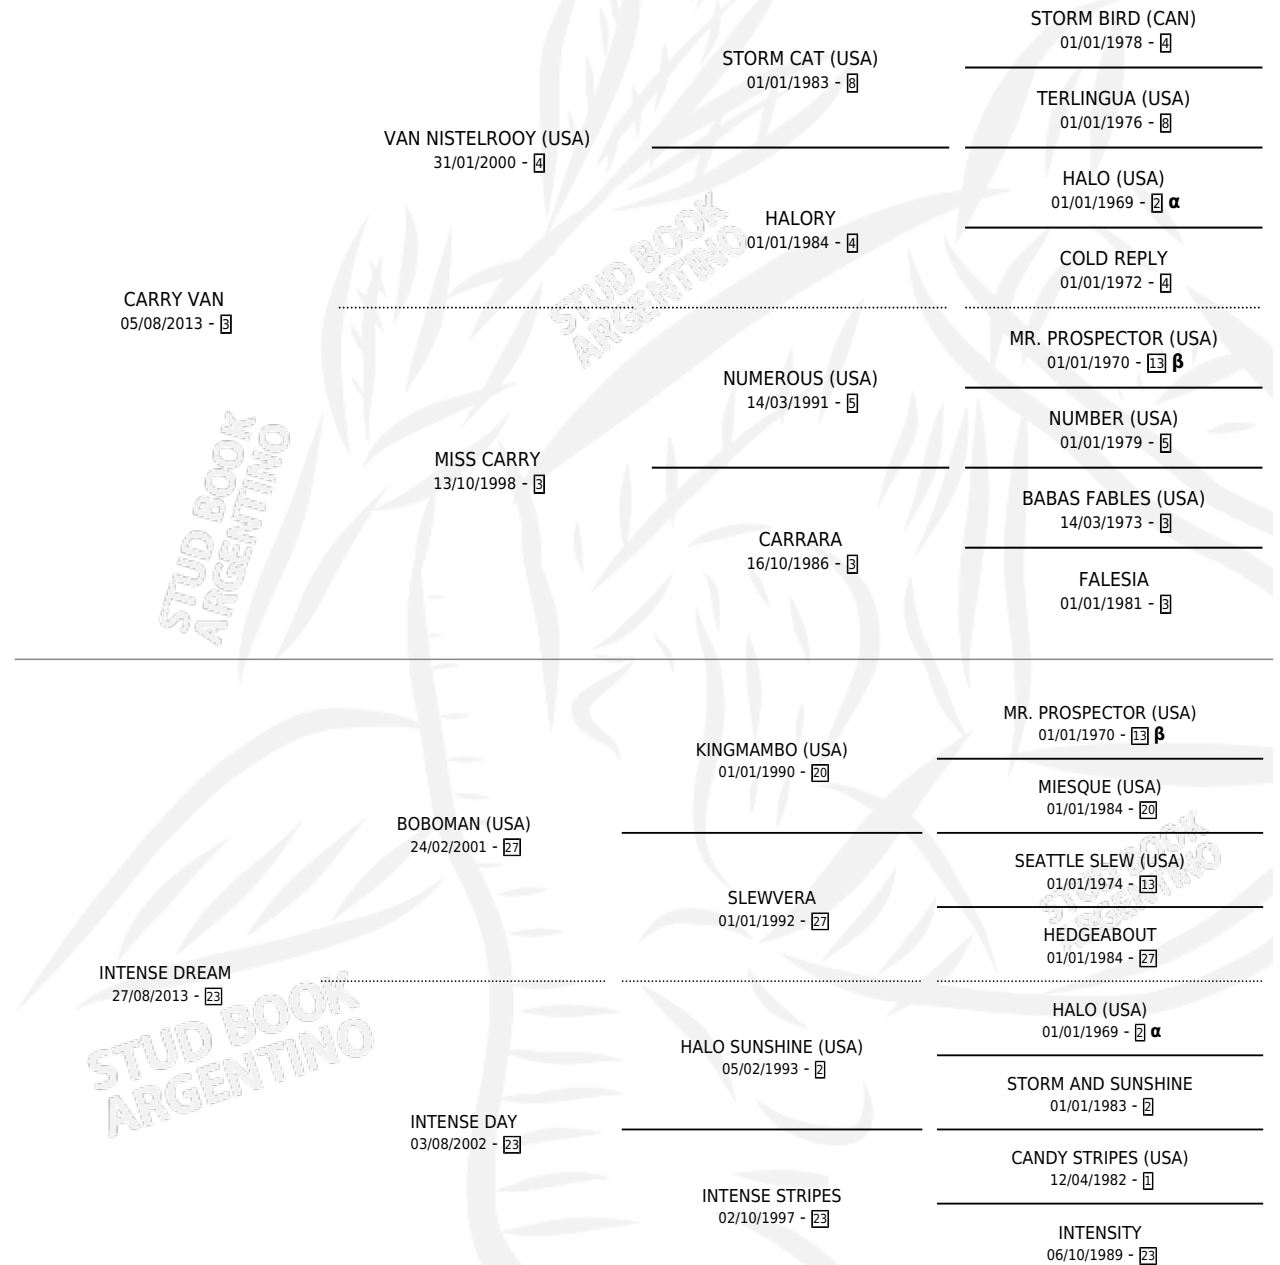 STORM BIRD (CAN)
01/01/1978 - 4
STORM CAT (USA)
01/01/1983 - 8
TERLINGUA (USA)
01/01/1976 - 8
VAN NISTELROOY (USA)
31/01/2000 - 4
HALO (USA)
01/01/1969 - 2 α
HALORY
01/01/1984 - 4
COLD REPLY
01/01/1972 - 4
CARRY VAN
05/08/2013 - 3
MR. PROSPECTOR (USA)
01/01/1970 - 13 β
NUMEROUS (USA)
14/03/1991 - 5
NUMBER (USA)
01/01/1979 - 5
MISS CARRY
13/10/1998 - 3
BABAS FABLES (USA)
14/03/1973 - 3
CARRARA
16/10/1986 - 3
FALESIA
01/01/1981 - 3
STUD BOOK
ARGENTINO
STUD BOOK
ARGENTINO
MR. PROSPECTOR (USA)
01/01/1970 - 13 β
KINGMAMBO (USA)
01/01/1990 - 20
MIESQUE (USA)
01/01/1984 - 20
BOBOMAN (USA)
24/02/2001 - 27
SEATTLE SLEW (USA)
01/01/1974 - 13
SLEWVERA
01/01/1992 - 27
HEDGEABOUT
01/01/1984 - 27
INTENSE DREAM
27/08/2013 - 23
HALO (USA)
01/01/1969 - 2 α
HALO SUNSHINE (USA)
05/02/1993 - 2
STORM AND SUNSHINE
01/01/1983 - 2
INTENSE DAY
03/08/2002 - 23
CANDY STRIPES (USA)
12/04/1982 - 1
INTENSE STRIPES
02/10/1997 - 23
INTENSITY
06/10/1989 - 23
STUD BOOK
ARGENTINO
STUD BOOK
ARGENTINO